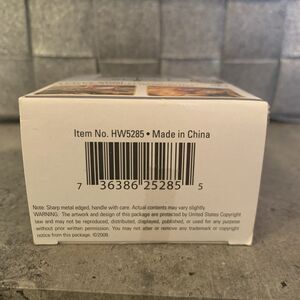 Item No. HW5285 • Made in China
7 36386 25285 5
Note: Sharp metal edged, handle with care. Actual contents may vary slightly.
WARNING: The artwork and design of this package are protected by United States Copyright
law and may not be reproduced, distributed, displayed, published, or used for any purpose
without prior written permission. You may not alter or remove any trademark or copyright
notice from this package. ©2008.